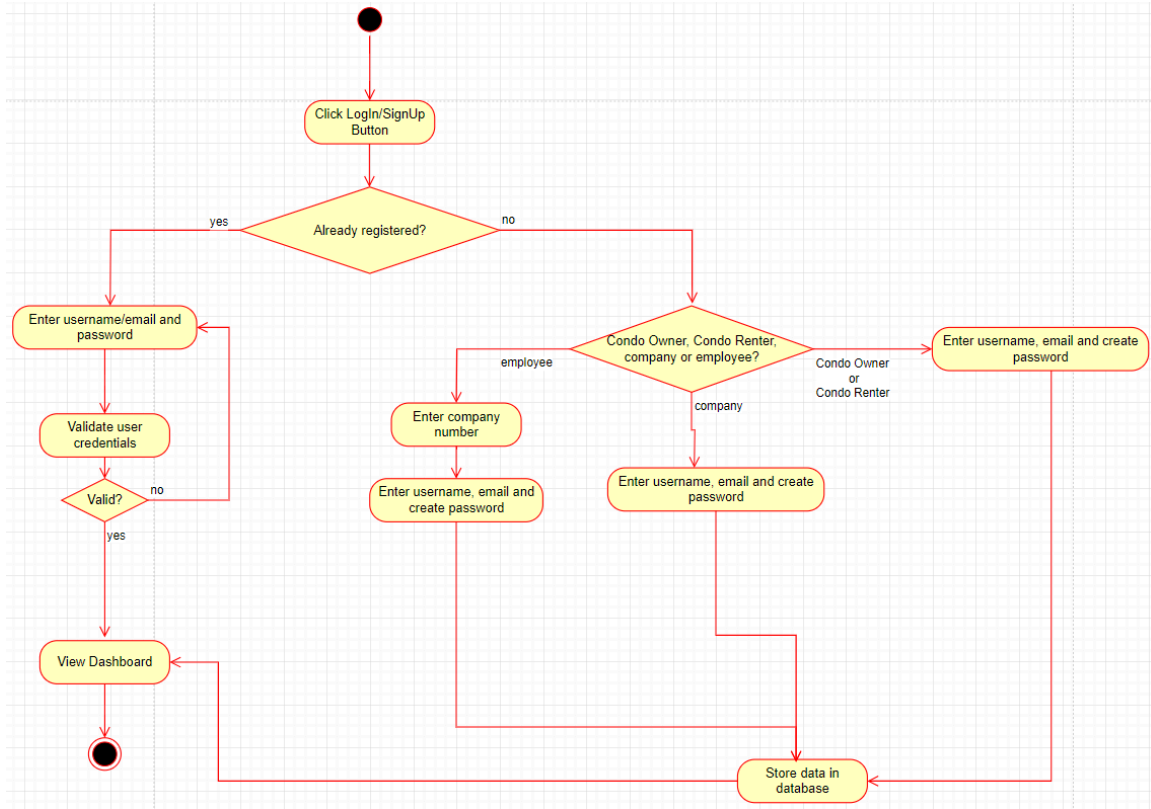 Click LogIn/SignUp
Button
Already registered?
yes
no
Enter username/email and
password
Validate user
credentials
Valid?
no
yes
View Dashboard
Condo Owner, Condo Renter,
company or employee?
employee
company
Condo Owner
or
Condo Renter
Enter company
number
Enter username, email and
create password
Enter username, email and create
password
Enter username, email and create
password
Store data in
database